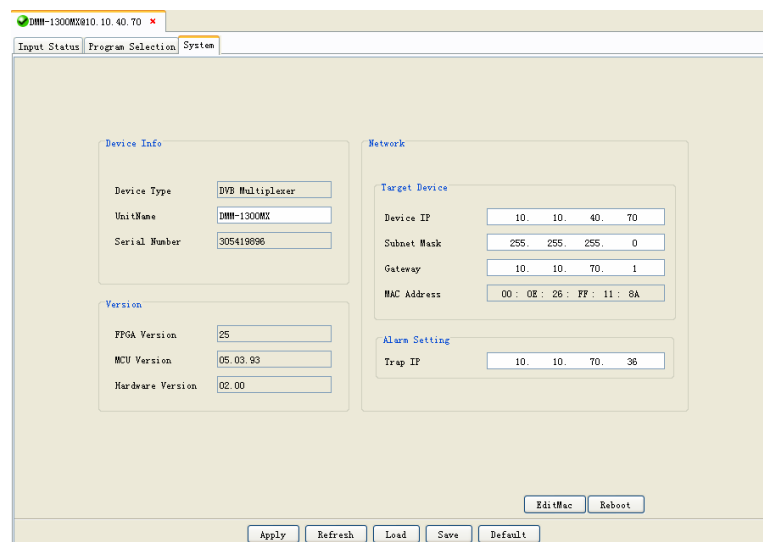 DMM-1300MX@10.10.40.70 ×
Input Status Program Selection System
Device Info
Device Type DVB Multiplexer
UnitName DMM-1300MX
Serial Number 305419896
Version
FPGA Version 25
MCU Version 05.03.93
Hardware Version 02.00
Network
Target Device
Device IP 10. 10. 40. 70
Subnet Mask 255. 255. 255. 0
Gateway 10. 10. 70. 1
MAC Address 00 : 0E : 26 : FF : 11 : 8A
Alarm Setting
Trap IP 10. 10. 70. 36
EditMac Reboot
Apply Refresh Load Save Default